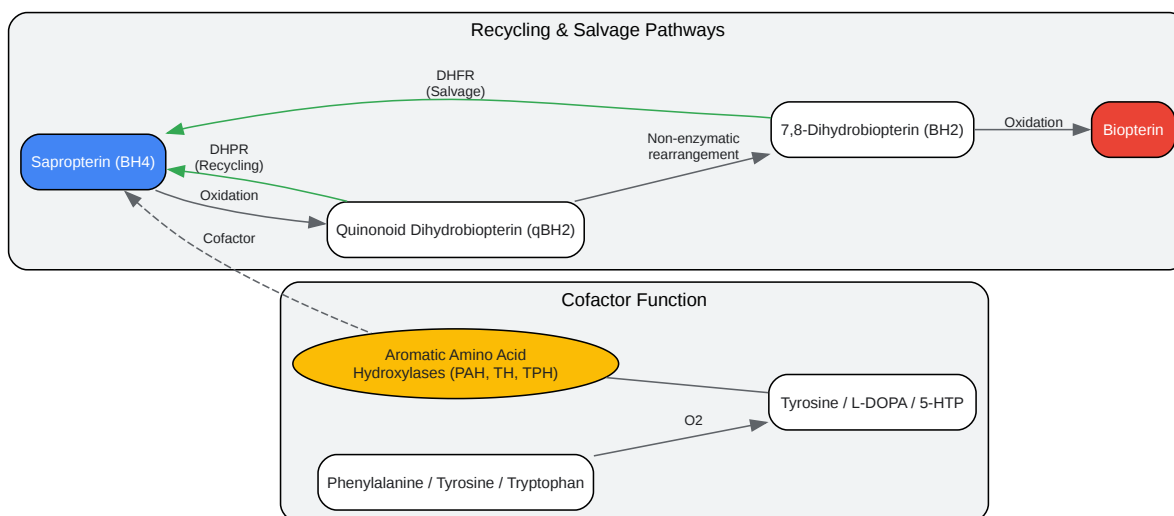 Recycling & Salvage Pathways
DHFR
(Salvage)
7,8-Dihydrobiopterin (BH2)
Oxidation
Biopterin
Non-enzymatic
rearrangement
Sapropterin (BH4)
DHPR
(Recycling)
Oxidation
Quinonoid Dihydrobiopterin (qBH2)
Cofactor
Cofactor Function
Aromatic Amino Acid
Hydroxylases (PAH, TH, TPH)
Tyrosine / L-DOPA / 5-HTP
O2
Phenylalanine / Tyrosine / Tryptophan